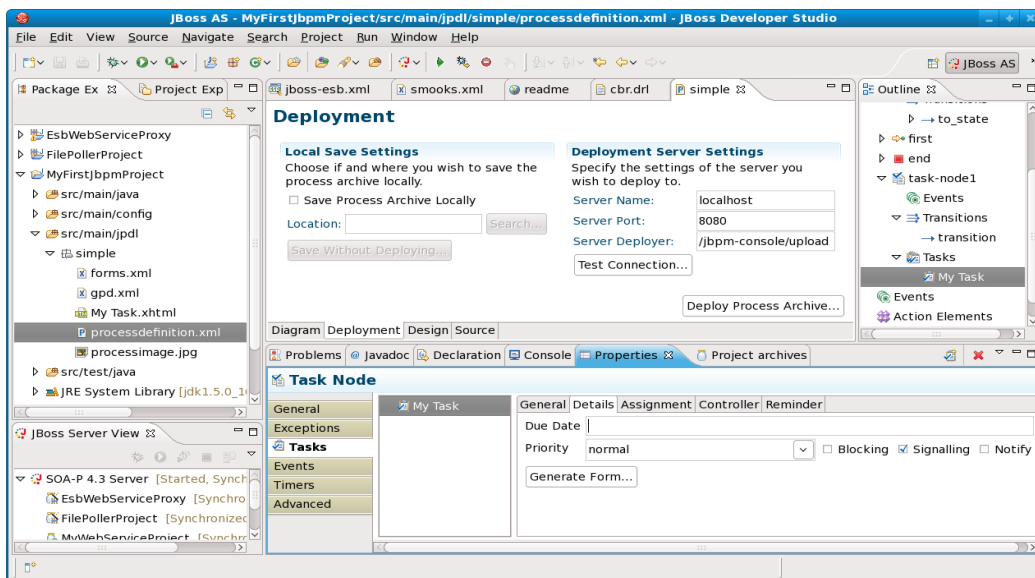 JBoss AS - MyFirstJbpmProject/src/main/jpdl/simple/processdefinition.xml - JBoss Developer Studio
File Edit View Source Navigate Search Project Run Window Help
JBoss AS
Package Ex
Project Exp
EsbWebServiceProxy
FilePollerProject
MyFirstJbpmProject
src/main/java
src/main/config
src/main/jpdl
simple
forms.xml
gpd.xml
My Task.xhtml
processdefinition.xml
processimage.jpg
src/test/java
JRE System Library [jdk1.5.0_1
JBoss Server View
SOA-P 4.3 Server [Started, Synch
EsbWebServiceProxy [Synchro
FilePollerProject [Synchronized
MyWebServiceProject [Synchro
jboss-esb.xml smooks.xml readme cbr.drl simple
Deployment
Local Save Settings
Choose if and where you wish to save the
process archive locally.
Save Process Archive Locally
Location: Search...
Save Without Deploying...
Deployment Server Settings
Specify the settings of the server you
wish to deploy to.
Server Name: localhost
Server Port: 8080
Server Deployer: /jbpm-console/upload
Test Connection...
Deploy Process Archive...
Diagram Deployment Design Source
Outline
Transitions
to_state
first
end
task-node1
Events
Transitions
transition
Tasks
My Task
Events
Action Elements
Problems Javadoc Declaration Console Properties Project archives
Task Node
General
Exceptions
Tasks
Events
Timers
Advanced
My Task
General Details Assignment Controller Reminder
Due Date
Priority normal Blocking Signalling Notify
Generate Form...